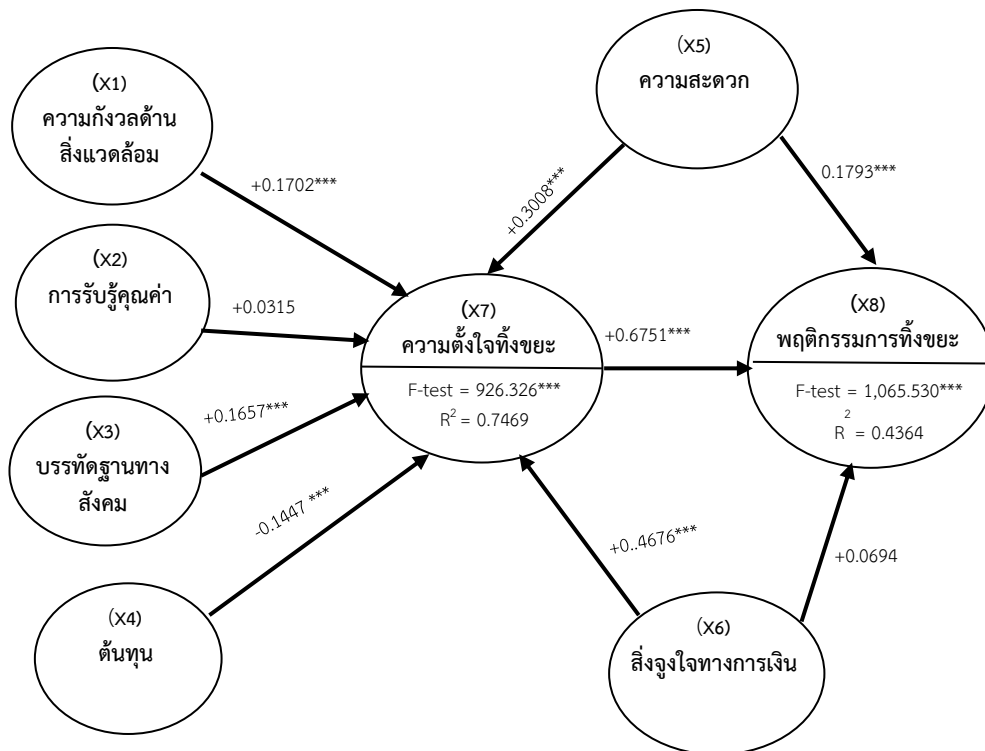 (X1)
ความกังวลด้าน
สิ่งแวดล้อม
(X5)
ความสะดวก
+0.1702***
+0.3008***
0.1793***
(X2)
การรับรู้คุณค่า
+0.0315
(X7)
ความตั้งใจทิ้งขยะ
F-test = 926.326***
R² = 0.7469
+0.6751***
(X8)
พฤติกรรมการทิ้งขยะ
F-test = 1,065.530***
2
R = 0.4364
(X3)
บรรทัดฐานทาง
สังคม
+0.1657***
-0.1447 ***
+0..4676***
+0.0694
(X4)
ต้นทุน
(X6)
สิ่งจูงใจทางการเงิน